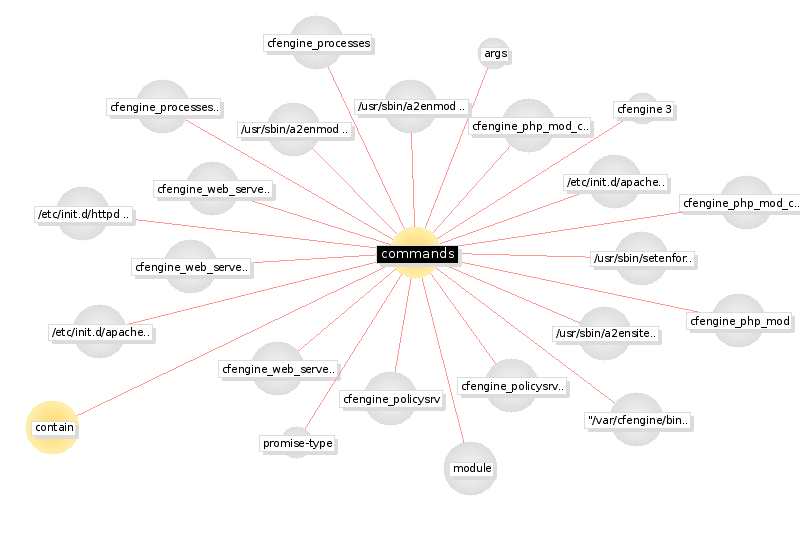 cfengine_processes
args
cfengine_processes..
/usr/sbin/a2enmod ..
cfengine 3
/usr/sbin/a2enmod ..
cfengine_php_mod_c..
/etc/init.d/apache..
cfengine_web_serve..
cfengine_php_mod_c..
/etc/init.d/httpd ..
commands
/usr/sbin/setenfor..
cfengine_web_serve..
cfengine_php_mod
/etc/init.d/apache..
/usr/sbin/a2ensite..
cfengine_web_serve..
cfengine_policysrv..
cfengine_policysrv
"/var/cfengine/bin..
contain
promise-type
module